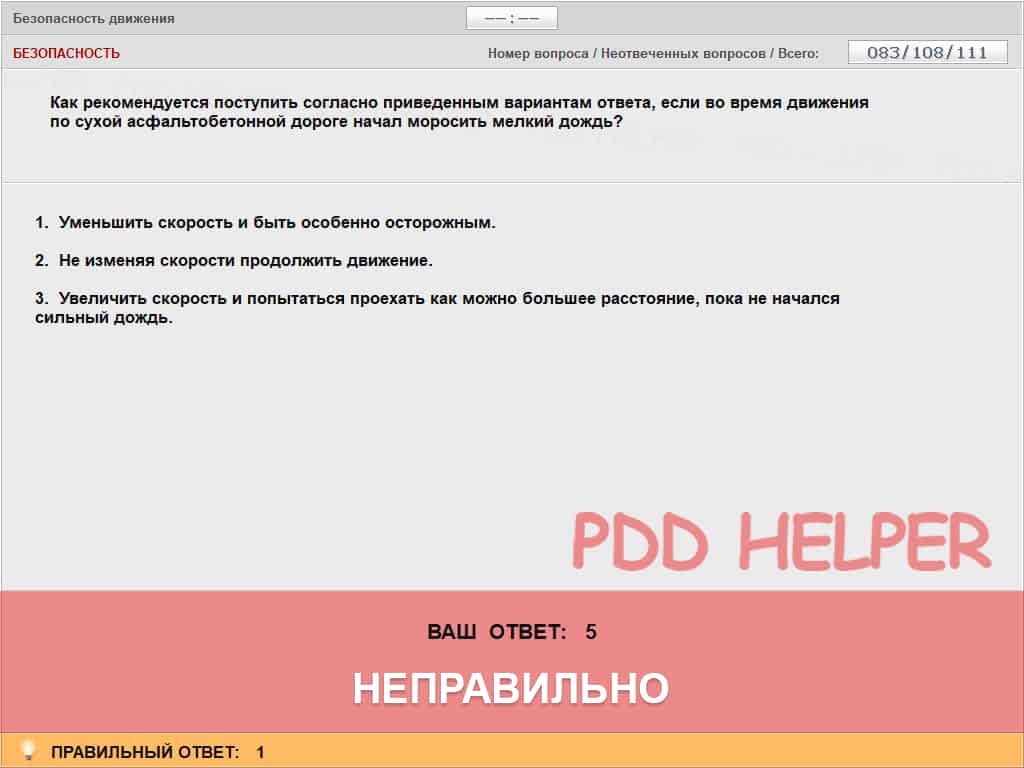 Безопасность движения
––:––
БЕЗОПАСНОСТЬ
Номер вопроса / Неотвеченных вопросов / Всего:
083/108/111
Как рекомендуется поступить согласно приведенным вариантам ответа, если во время движения
по сухой асфальтобетонной дороге начал моросить мелкий дождь?
1. Уменьшить скорость и быть особенно осторожным.
2. Не изменяя скорости продолжить движение.
3. Увеличить скорость и попытаться проехать как можно большее расстояние, пока не начался
сильный дождь.
PDD HELPER
ВАШ ОТВЕТ: 5
НЕПРАВИЛЬНО
ПРАВИЛЬНЫЙ ОТВЕТ: 1